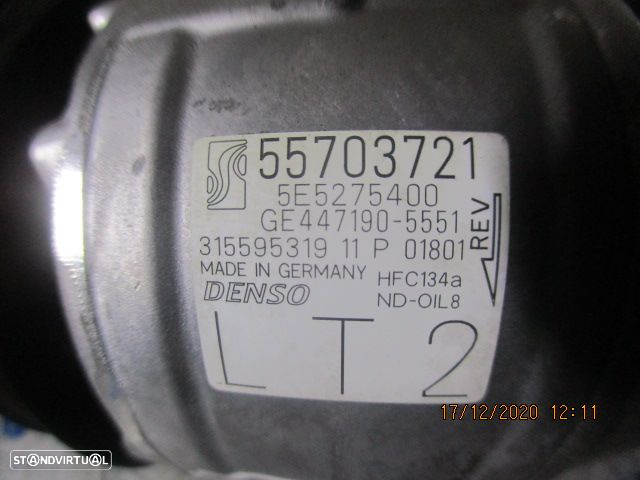 55703721
5E5275400
GE447190-5551
315595319 11 P 01801
REV
MADE IN GERMANY
HFC134a
DENSO
ND-OIL8
LT2
17/12/2020 12:11
STANDVIRTUAL